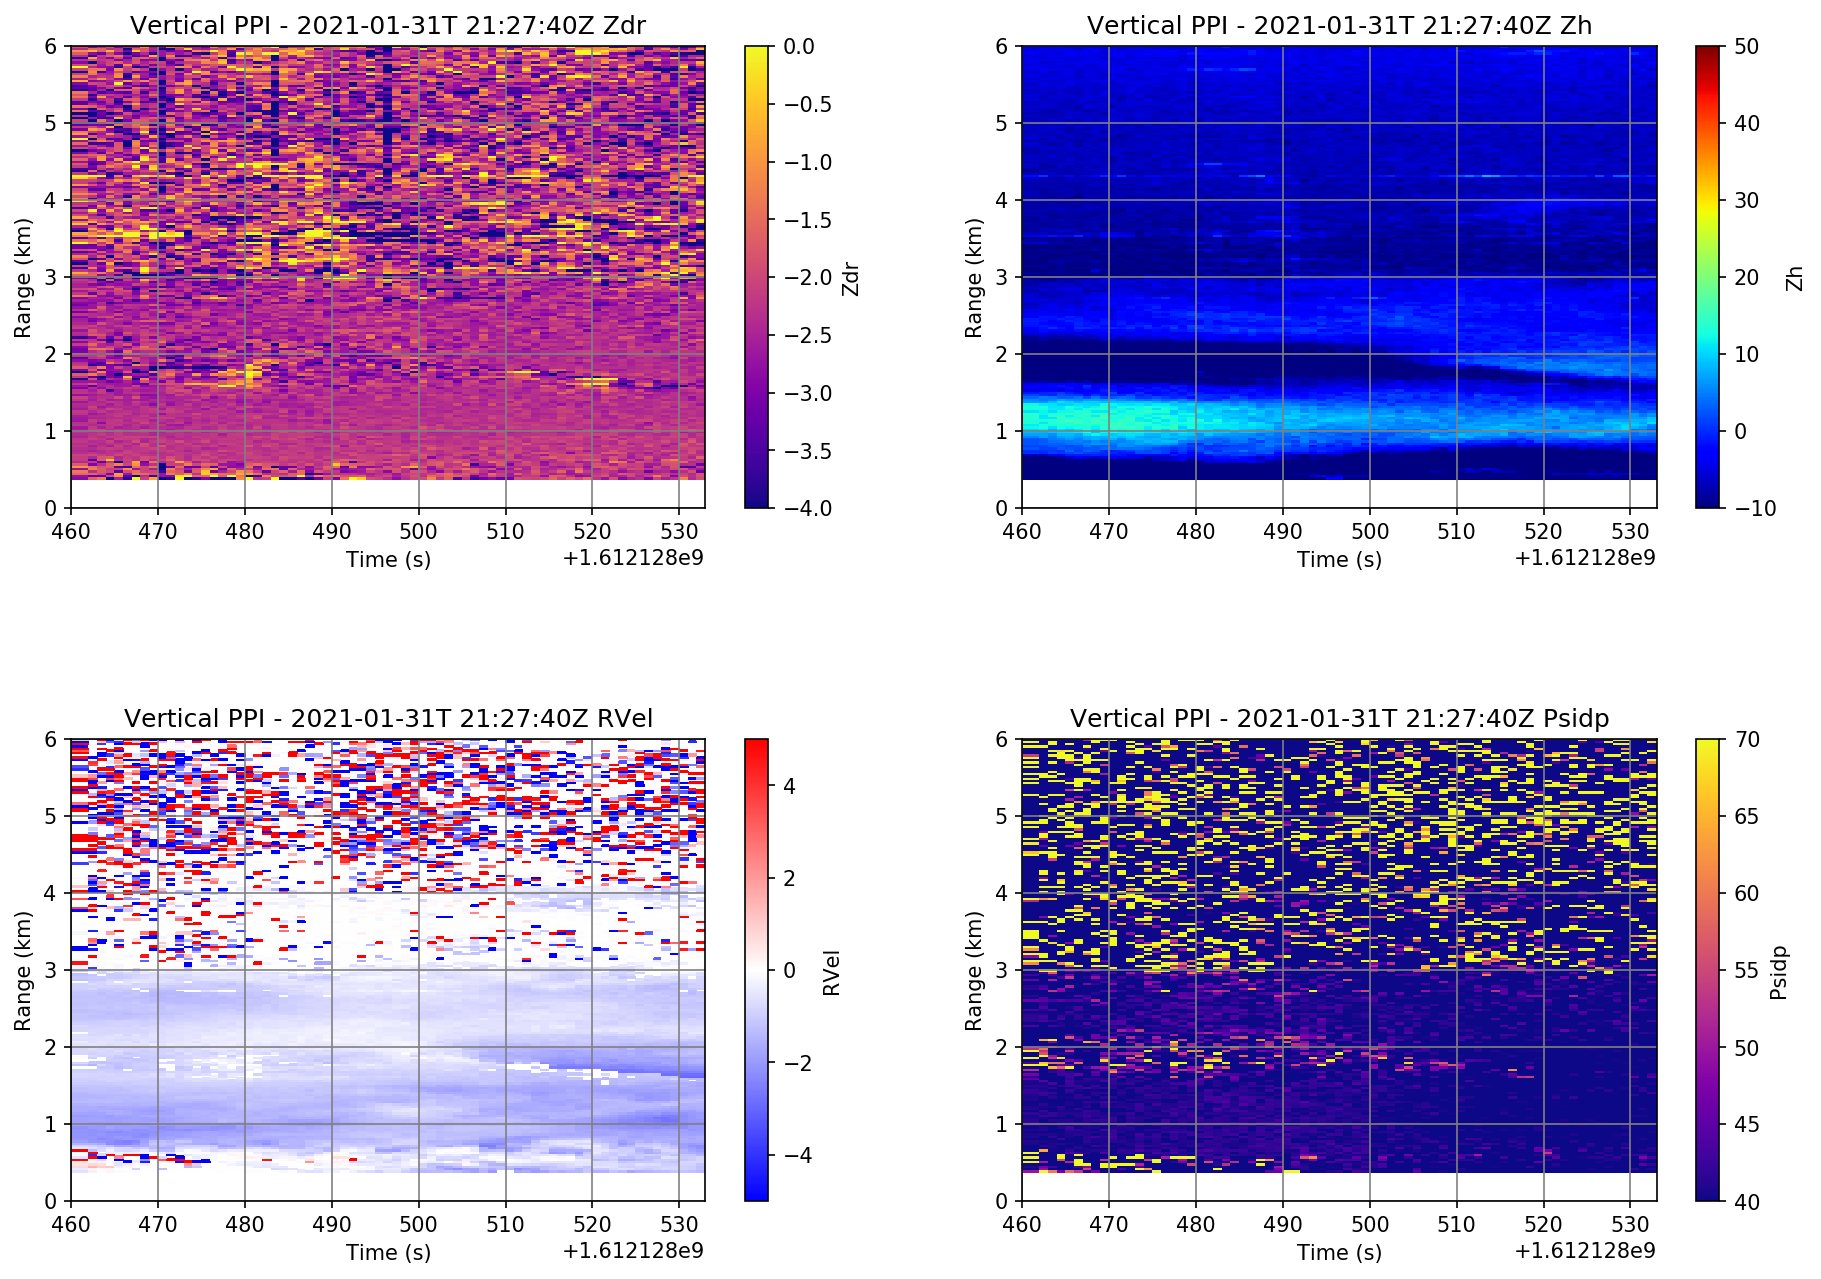 Vertical PPI - 2021-01-31T 21:27:40Z Zdr
6
5
4
3
2
1
0
Range (km)
460 470 480 490 500 510 520 530
Time (s)
+1.612128e9
0.0
−0.5
−1.0
−1.5
−2.0
−2.5
−3.0
−3.5
−4.0
Zdr
Vertical PPI - 2021-01-31T 21:27:40Z Zh
6
5
4
3
2
1
0
Range (km)
460 470 480 490 500 510 520 530
Time (s)
+1.612128e9
50
40
30
20
10
0
−10
Zh
Vertical PPI - 2021-01-31T 21:27:40Z RVel
6
5
4
3
2
1
0
Range (km)
460 470 480 490 500 510 520 530
Time (s)
+1.612128e9
4
2
0
−2
−4
RVel
Vertical PPI - 2021-01-31T 21:27:40Z Psidp
6
5
4
3
2
1
0
Range (km)
460 470 480 490 500 510 520 530
Time (s)
+1.612128e9
70
65
60
55
50
45
40
Psidp